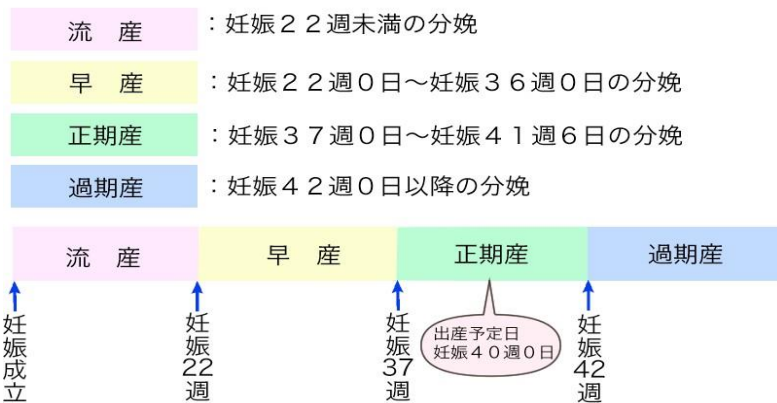 流 産 ：妊娠２２週未満の分娩
早 産 ：妊娠２２週０日～妊娠３６週０日の分娩
正期産 ：妊娠３７週０日～妊娠４１週６日の分娩
過期産 ：妊娠４２週０日以降の分娩
流 産 早 産 正期産 過期産
妊娠成立
妊娠22週
妊娠37週
出産予定日
妊娠４０週０日
妊娠42週